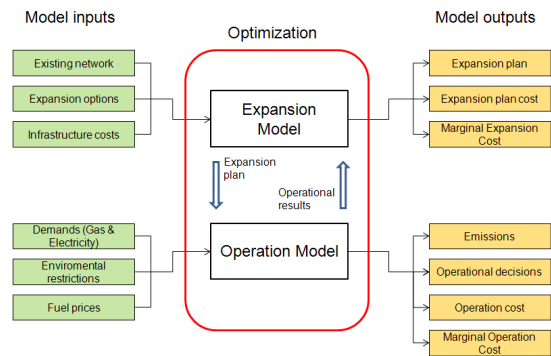 Model inputs
Optimization
Model outputs
Existing network
Expansion options
Infrastructure costs
Expansion
Model
Expansion plan
Expansion plan cost
Marginal Expansion
Cost
Expansion
plan
Operational
results
Demands (Gas &
Electricity)
Enviromental
restrictions
Fuel prices
Operation Model
Emissions
Operational decisions
Operation cost
Marginal Operation
Cost